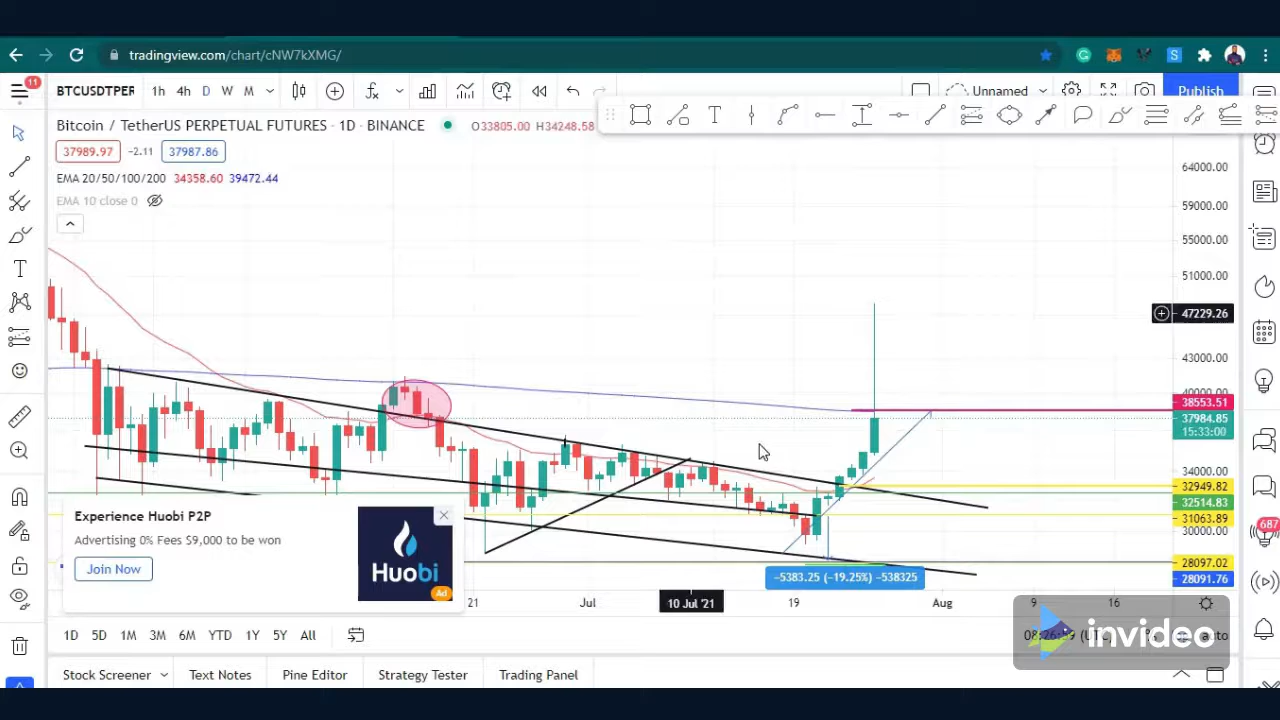 tradingview.com/chart/cNW7kXMG/
11
BTCUSDTPER 1h 4h D W M Unnamed Publish
Bitcoin / TetherUS PERPETUAL FUTURES · 1D · BINANCE O33805.00 H34248.58
37989.97 -2.11 37987.86
EMA 20/50/100/200 34358.60 39472.44
EMA 10 close 0
64000.00
59000.00
55000.00
51000.00
47229.26
43000.00
40000.00
38553.51
37984.85
15:33:00
34000.00
32949.82
32514.83
31063.89
30000.00
28097.02
28091.76
687
Experience Huobi P2P
Advertising 0% Fees $9,000 to be won
Join Now
Huobi
Ad
-5383.25 (-19.25%) -538325
21 Jul 10 Jul '21 19 Aug 9 16
1D 5D 1M 3M 6M YTD 1Y 5Y All
auto
invideo
Stock Screener Text Notes Pine Editor Strategy Tester Trading Panel